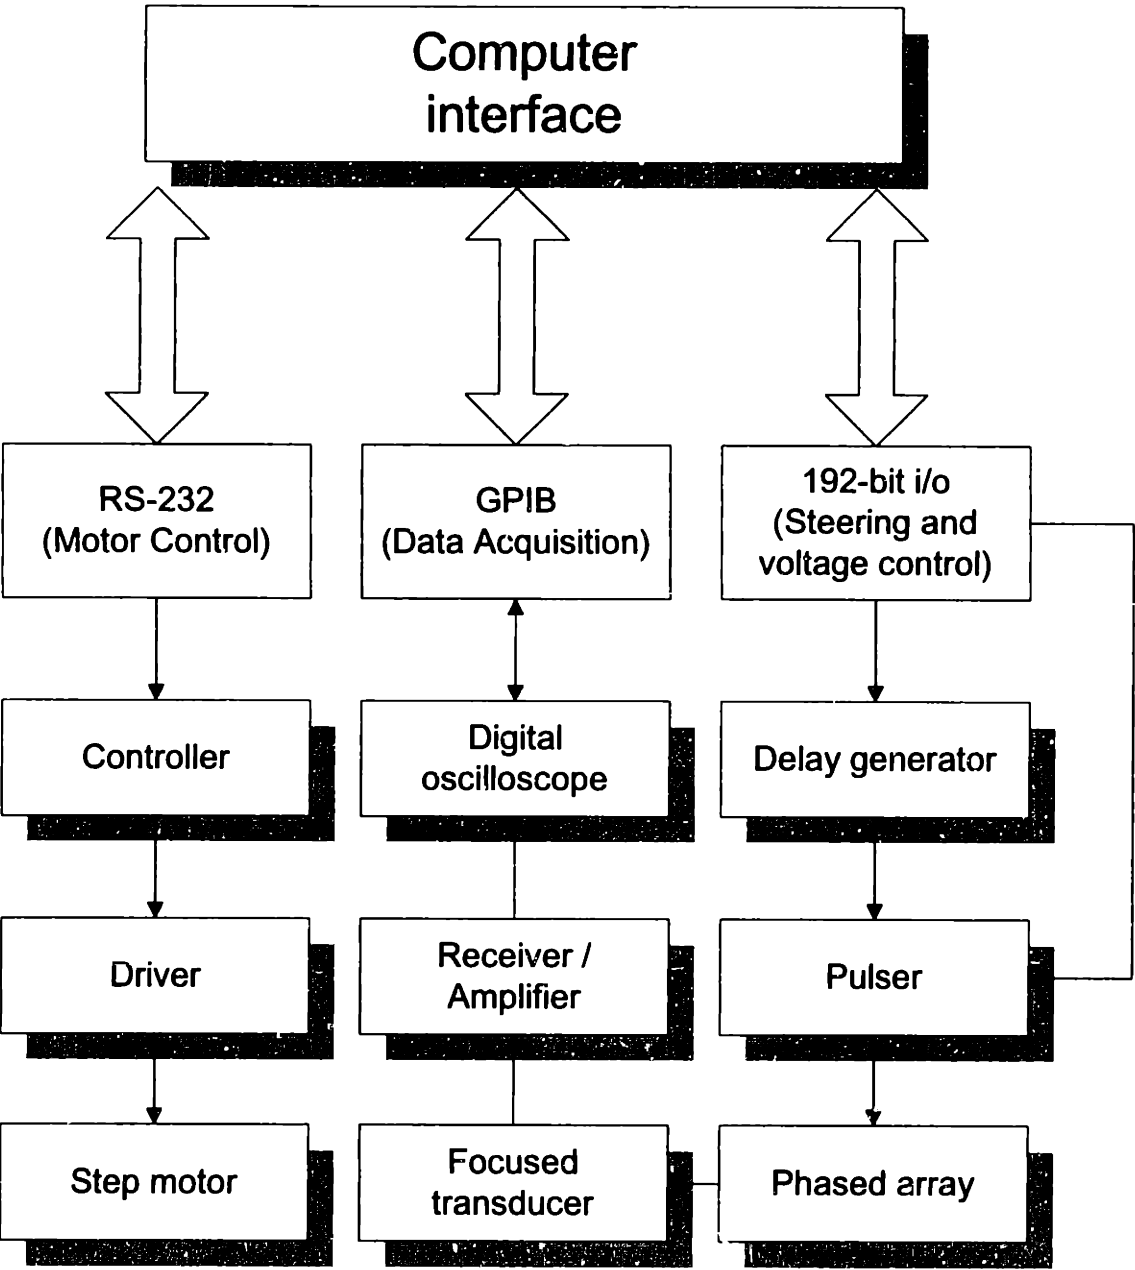 Computer
interface
RS-232
(Motor Control)
GPIB
(Data Acquisition)
192-bit i/o
(Steering and
voltage control)
Controller
Digital
oscilloscope
Delay generator
Driver
Receiver /
Amplifier
Pulser
Step motor
Focused
transducer
Phased array